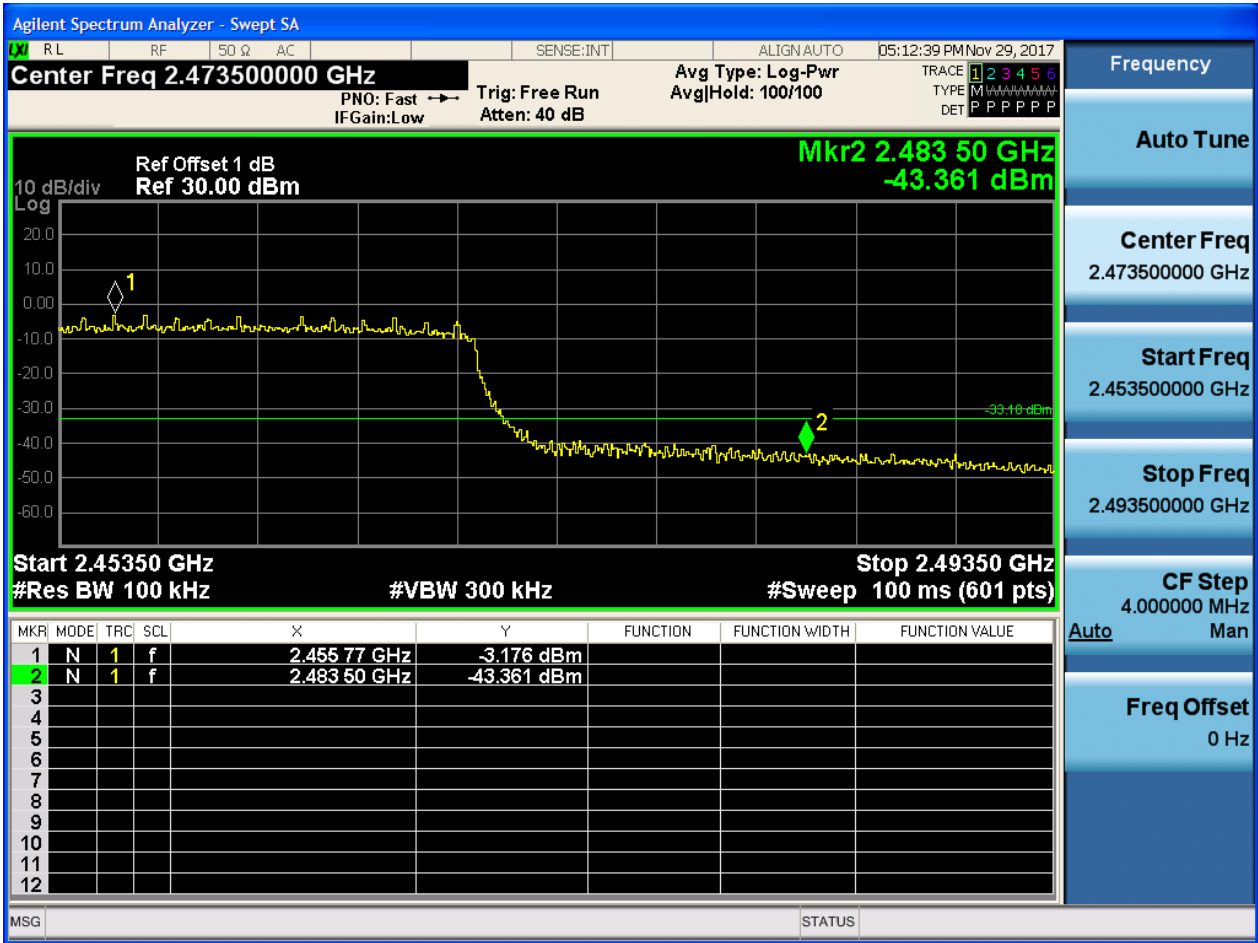 Agilent Spectrum Analyzer - Swept SA
LXI RL RF 50 Ω AC SENSE:INT ALIGN AUTO 05:12:39 PM Nov 29, 2017
Center Freq 2.473500000 GHz
PNO: Fast
IFGain:Low
Trig: Free Run
Atten: 40 dB
Avg Type: Log-Pwr
Avg|Hold: 100/100
TRACE 1 2 3 4 5 6
TYPE M
DET P P P P P P
Mkr2 2.483 50 GHz
-43.361 dBm
Ref Offset 1 dB
10 dB/div Ref 30.00 dBm
Log
20.0
10.0
0.00
-10.0
-20.0
-30.0
-40.0
-50.0
-60.0
1
2
-33.18 dBm
Start 2.45350 GHz Stop 2.49350 GHz
#Res BW 100 kHz #VBW 300 kHz #Sweep 100 ms (601 pts)
MKR MODE TRC SCL X Y FUNCTION FUNCTION WIDTH FUNCTION VALUE
1 N 1 f 2.455 77 GHz -3.176 dBm
2 N 1 f 2.483 50 GHz -43.361 dBm
3
4
5
6
7
8
9
10
11
12
MSG STATUS
Frequency
Auto Tune
Center Freq
2.473500000 GHz
Start Freq
2.453500000 GHz
Stop Freq
2.493500000 GHz
CF Step
4.000000 MHz
Auto Man
Freq Offset
0 Hz